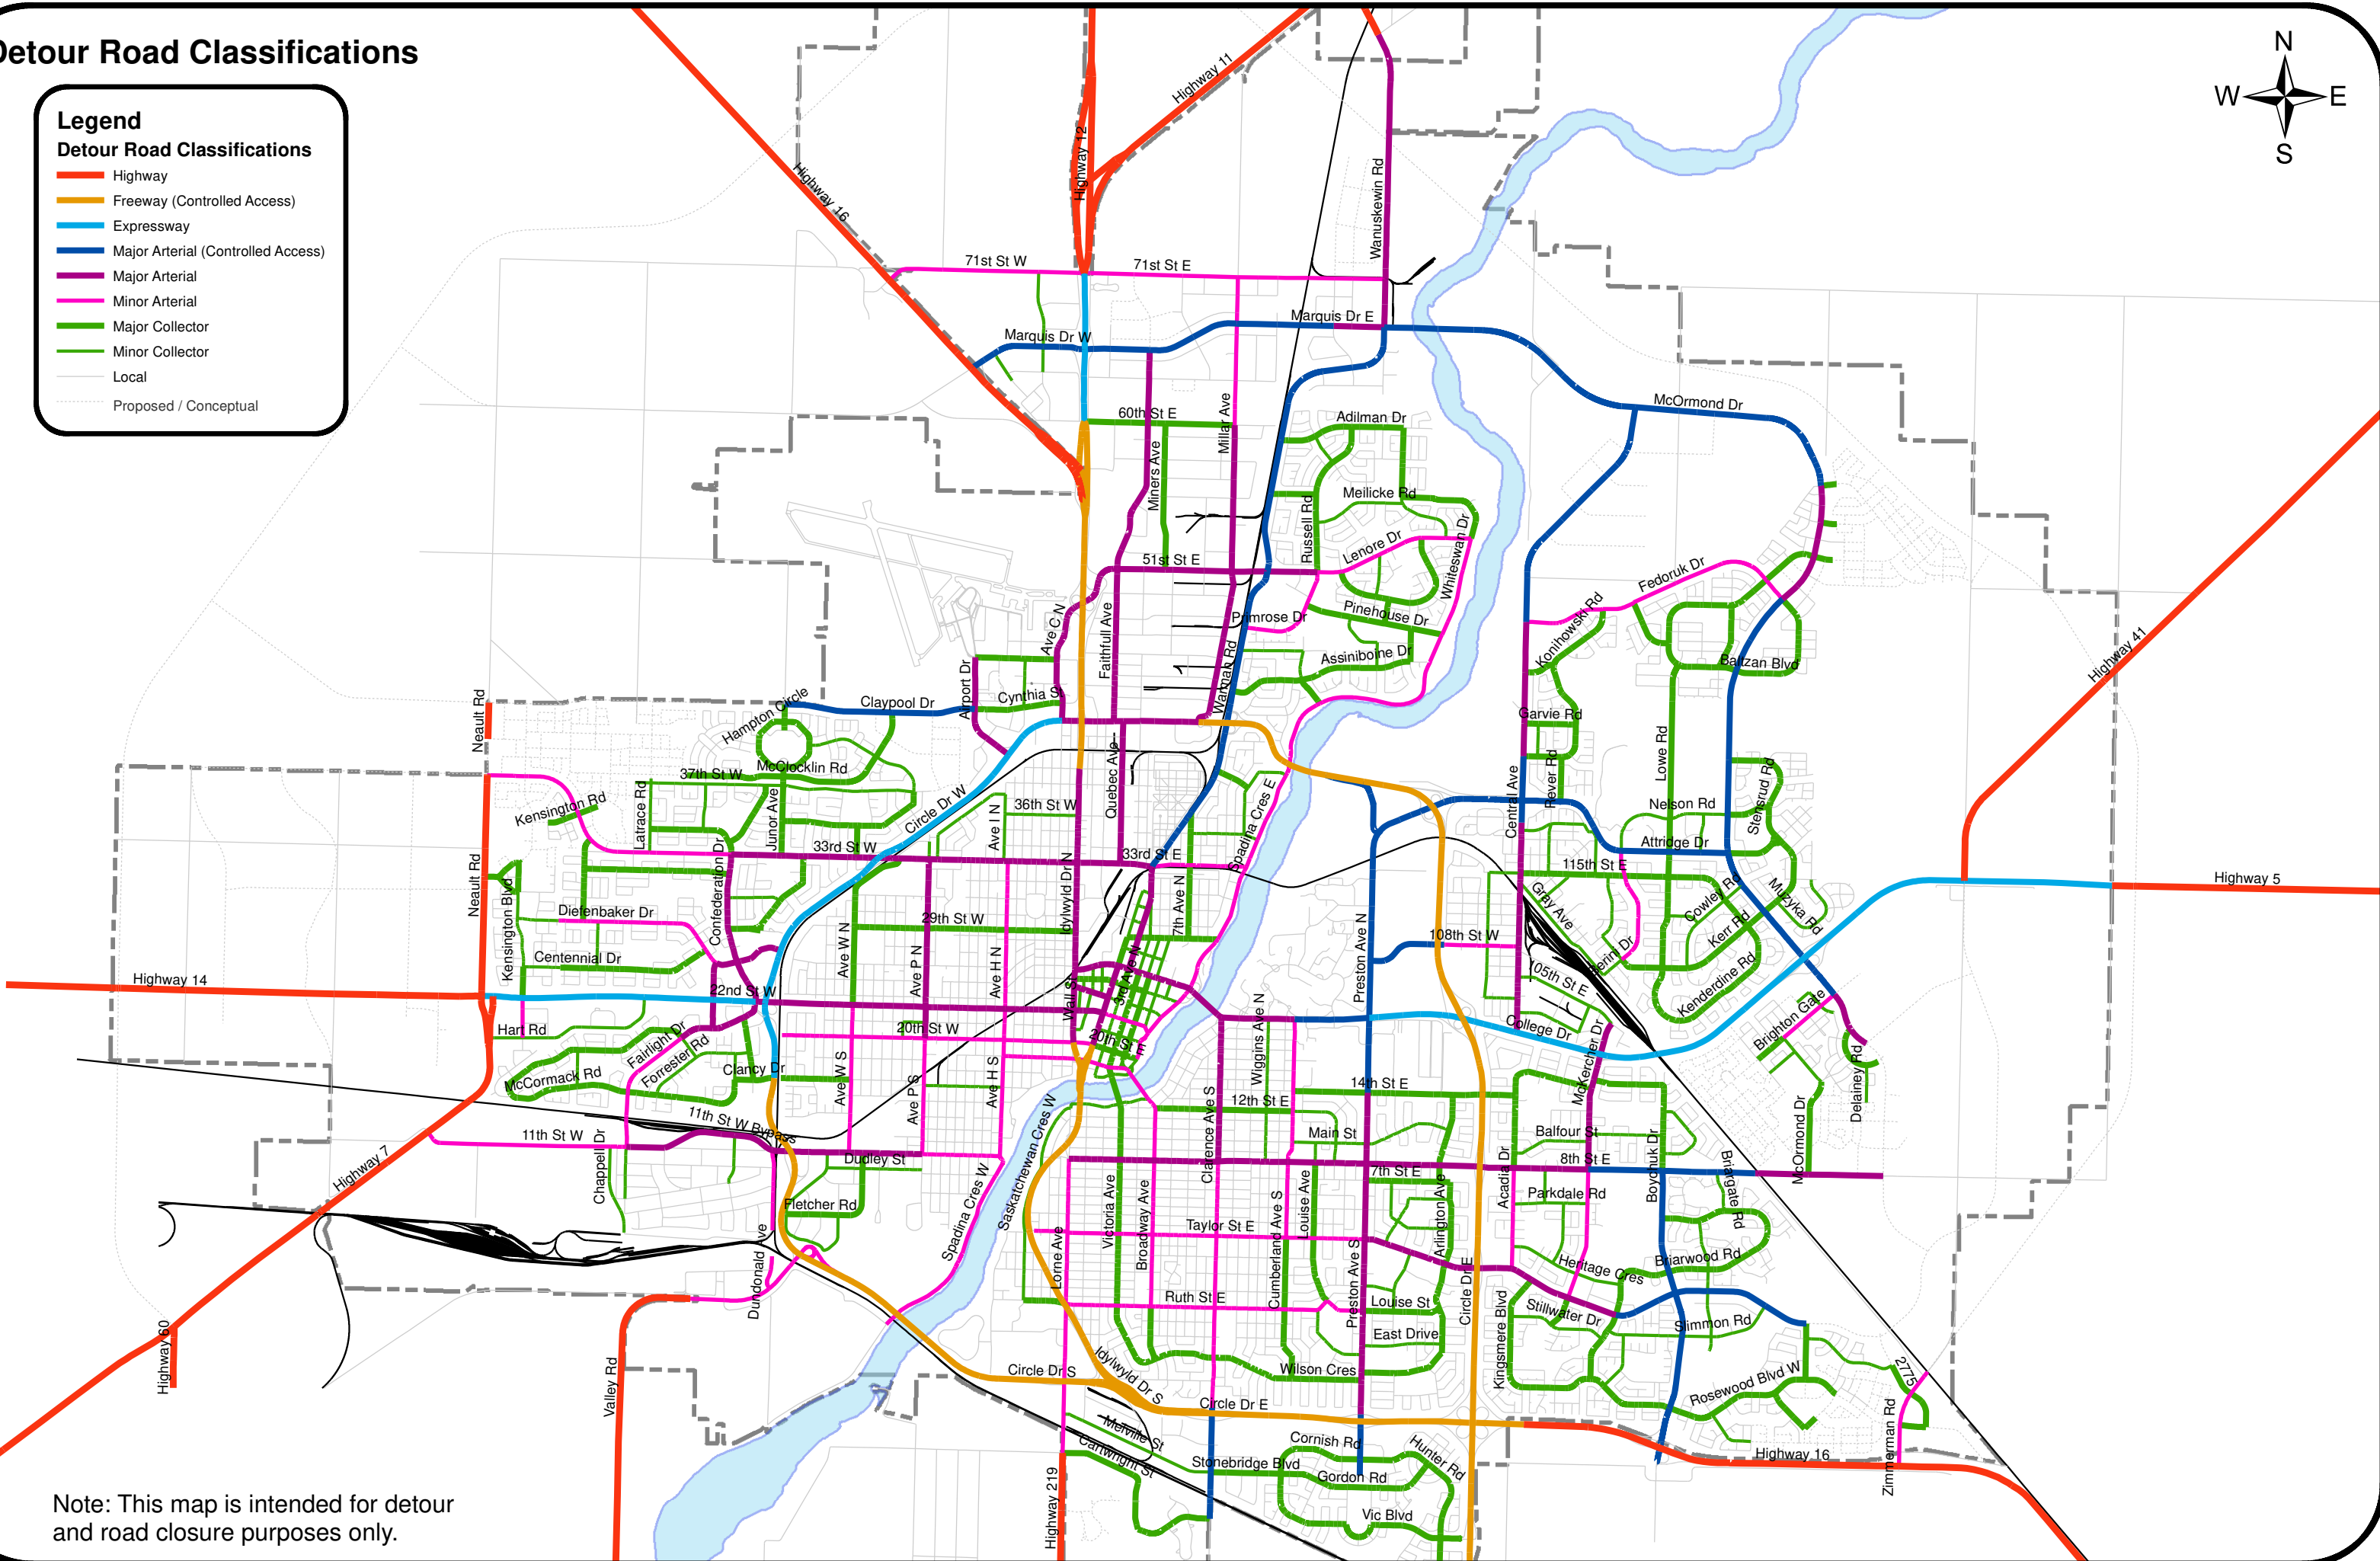 Detour Road Classifications
N
W E
S
Legend
Detour Road Classifications
Highway
Freeway (Controlled Access)
Expressway
Major Arterial (Controlled Access)
Major Arterial
Minor Arterial
Major Collector
Minor Collector
Local
Proposed / Conceptual
Highway 11
Highway 12
Highway 16
Wanuskewin Rd
71st St W
71st St E
Marquis Dr E
Marquis Dr W
McOrmond Dr
60th St E
Millar Ave
Adilman Dr
Miners Ave
Meilicke Rd
Russell Rd
Whiteswan Dr
Lenore Dr
51st St E
Fedoruk Dr
Konihowski Rd
Primrose Dr
Pinehouse Dr
Ave C N
Faithfull Ave
Assiniboine Dr
Baltzan Blvd
Highway 41
Warman Rd
Airport Dr
Cynthia St
Claypool Dr
Hampton Circle
Neault Rd
Garvie Rd
Lowe Rd
Rever Rd
Stensrud Rd
Quebec Ave
McClocklin Rd
37th St W
Kensington Rd
Latrace Rd
Junor Ave
Circle Dr W
Ave I N
36th St W
Spadina Cres E
Central Ave
Nelson Rd
Attridge Dr
33rd St W
33rd St E
115th St E
Highway 5
Neault Rd
Kensington Blvd
Confederation Dr
Idylwyld Dr N
7th Ave N
Gray Ave
Cowley Rd
Muzyka Rd
Kerr Rd
Diefenbaker Dr
29th St W
Ave W N
Ave P N
Ave H N
3rd Ave N
Preston Ave N
108th St W
Berini Dr
Kenderdine Rd
Centennial Dr
Highway 14
22nd St W
Wall St
105th St E
Brighton Gate
Hart Rd
20th St W
20th St E
Wiggins Ave N
College Dr
Fairlight Dr
Forrester Rd
McCormack Rd
Clancy Dr
Ave W S
Ave P S
Ave H S
14th St E
12th St E
McKercher Dr
Delaney Rd
McOrmond Dr
11th St W Bypass
11th St W
Saskatchewan Cres W
Clarence Ave S
Main St
Balfour St
Boychuk Dr
8th St E
7th St E
Highway 7
Chappell Dr
Dudley St
Fletcher Rd
Spadina Cres W
Victoria Ave
Broadway Ave
Cumberland Ave S
Louise Ave
Arlington Ave
Acadia Dr
Parkdale Rd
Briargate Rd
Taylor St E
Lorne Ave
Preston Ave S
Circle Dr E
Heritage Cres
Briarwood Rd
Dundonald Ave
Ruth St E
Louise St
East Drive
Kingsmere Blvd
Stillwater Dr
Slimmon Rd
Highway 60
Valley Rd
Circle Dr S
Idylwyld Dr S
Wilson Cres
Rosewood Blvd W
2775
Zimmerman Rd
Circle Dr E
Melville St
Cartwright St
Cornish Rd
Hunter Rd
Stonebridge Blvd
Gordon Rd
Vic Blvd
Highway 16
Highway 219
Note: This map is intended for detour
and road closure purposes only.